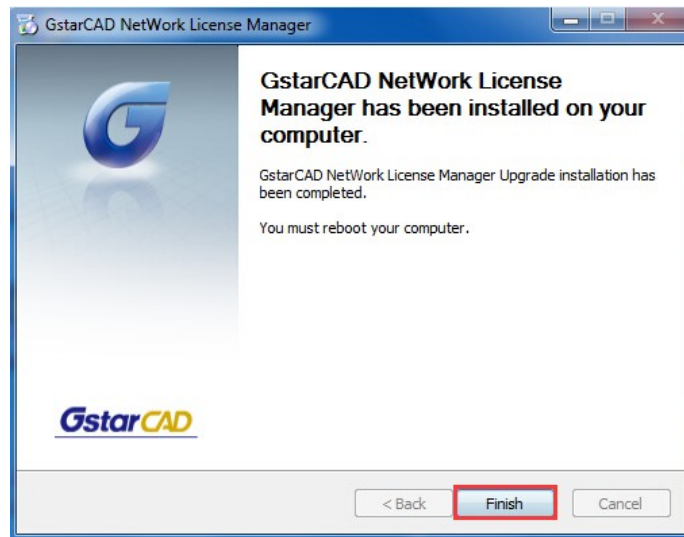 GstarCAD NetWork License Manager
GstarCAD NetWork License
Manager has been installed on your
computer.
GstarCAD NetWork License Manager Upgrade installation has
been completed.
You must reboot your computer.
GstarCAD
< Back
Finish
Cancel